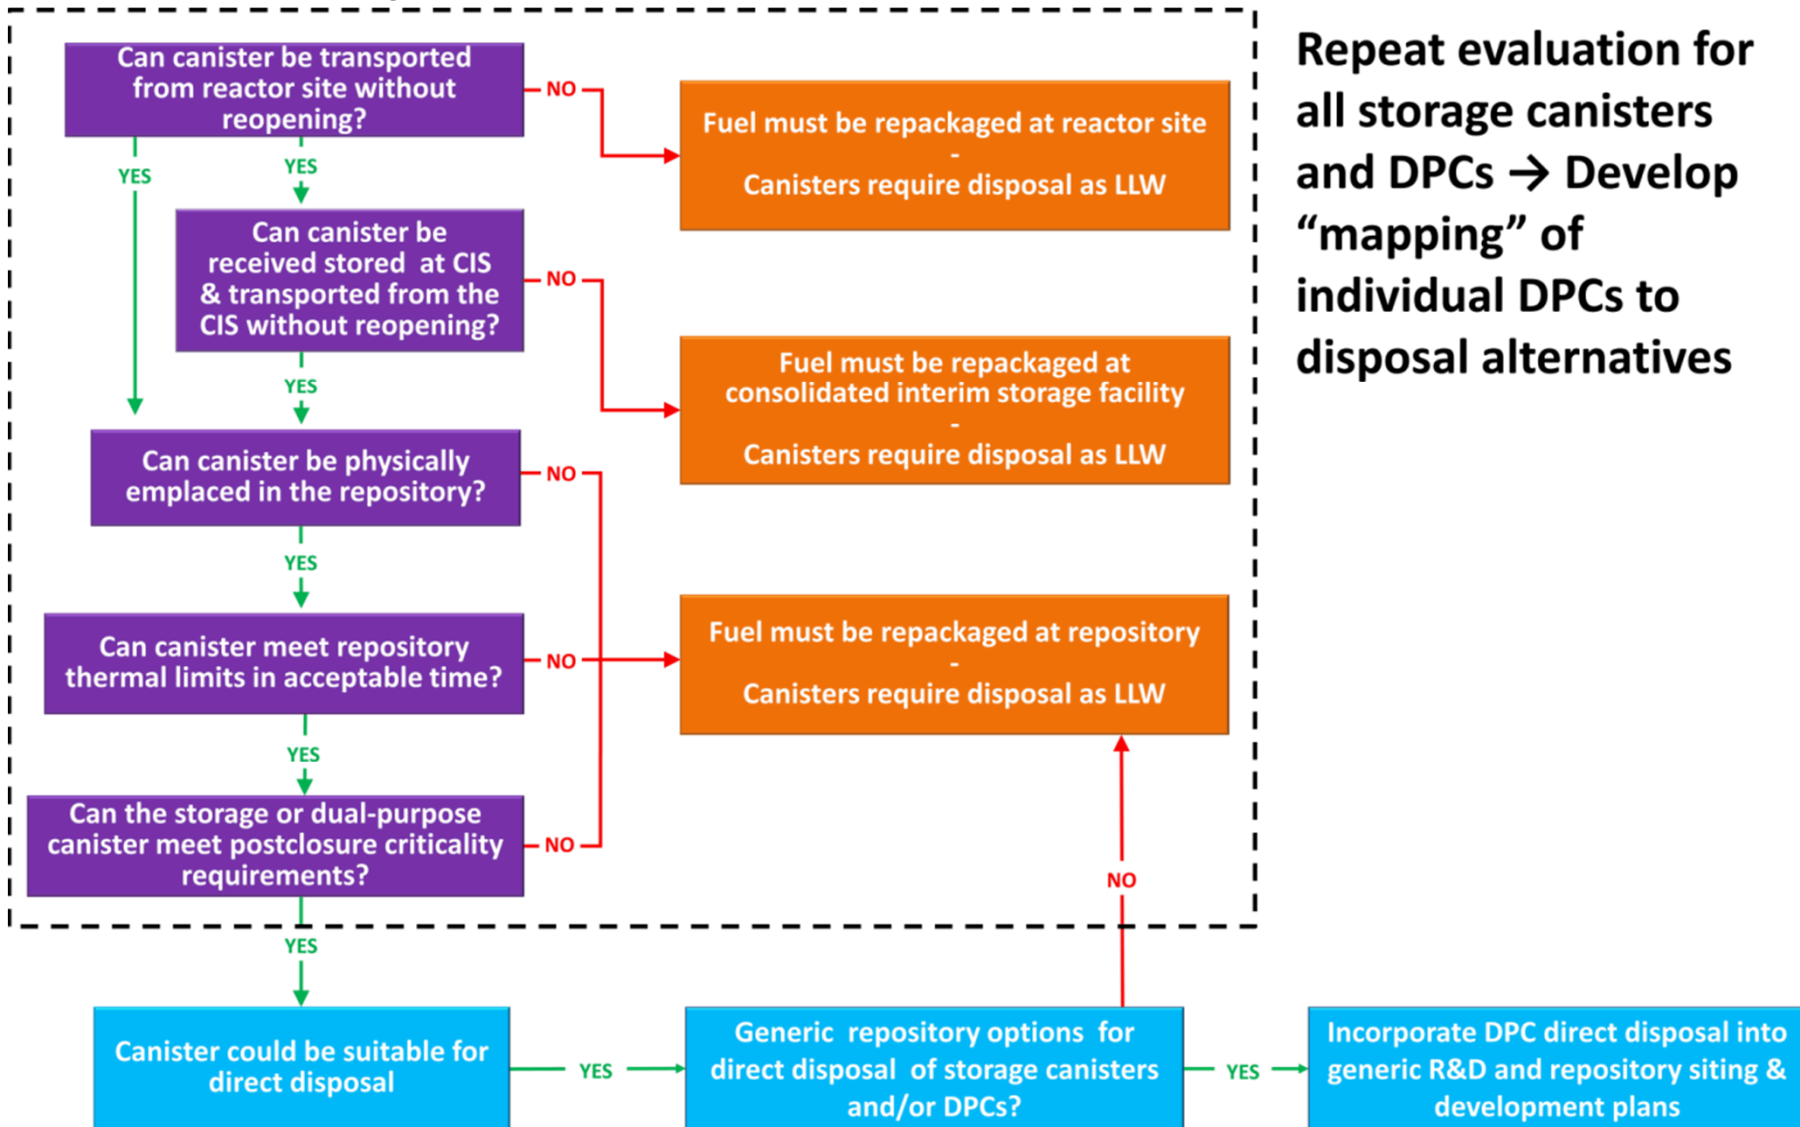 Can canister be transported
from reactor site without
reopening?
NO
Fuel must be repackaged at reactor site
-
Canisters require disposal as LLW
YES
YES
Can canister be
received stored at CIS
& transported from the
CIS without reopening?
NO
Fuel must be repackaged at
consolidated interim storage facility
-
Canisters require disposal as LLW
YES
Can canister be physically
emplaced in the repository?
NO
YES
Can canister meet repository
thermal limits in acceptable time?
NO
Fuel must be repackaged at repository
-
Canisters require disposal as LLW
YES
Can the storage or dual-purpose
canister meet postclosure criticality
requirements?
NO
NO
YES
Canister could be suitable for
direct disposal
YES
Generic repository options for
direct disposal of storage canisters
and/or DPCs?
YES
Incorporate DPC direct disposal into
generic R&D and repository siting &
development plans
Repeat evaluation for
all storage canisters
and DPCs → Develop
“mapping” of
individual DPCs to
disposal alternatives